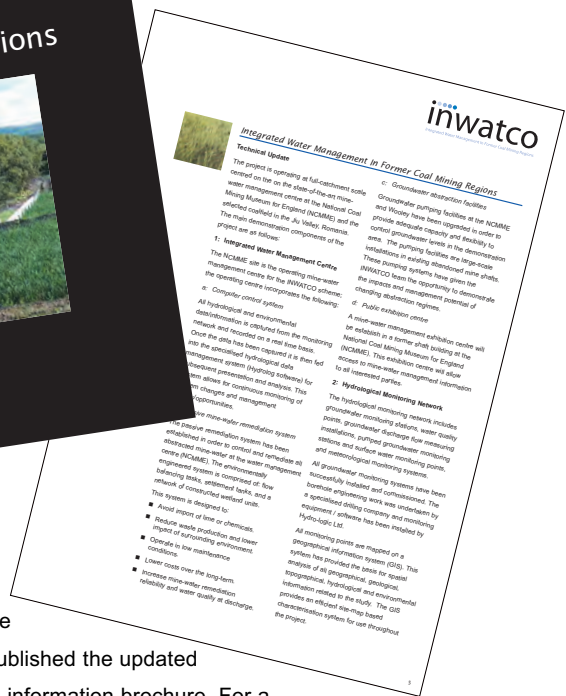 ions
inwatco
Integrated Water Management in Former Coal Mining Regions
Integrated Water Management in Former Coal Mining Regions
Technical Update
The project is operating at full-catchment scale
centred on the on the state-of-the-art mine-
water management centre at the National Coal
Mining Museum for England (NCMME) and the
selected coalfield in the Jiu Valley, Romania.
The main demonstration components of the
project are as follows:
1: Integrated Water Management Centre
The NCMME site is the operating mine-water
management centre for the INWATCO scheme;
the operating centre incorporates the following:
a: Computer control system
All hydrological and environmental
data/information is captured from the monitoring
network and recorded on a real time basis.
Once the data has been captured it is then fed
into the specialised hydrological data
management system (Hydrolog software) for
subsequent presentation and analysis. This
system allows for continuous monitoring of
changes and management
opportunities.
mine-water remediation system
The passive remediation system has been
established in order to control and remediate all
abstracted mine-water at the water management
centre (NCMME). The environmentally
engineered system is comprised of: flow
balancing tasks, settlement tanks, and a
network of constructed wetland units.
This system is designed to:
■ Avoid import of lime or chemicals.
■ Reduce waste production and lower
impact of surrounding environment.
■ Operate in low maintenance
conditions.
■ Lower costs over the long-term.
■ Increase mine-water remediation
reliability and water quality at discharge.
c: Groundwater abstraction facilities
Groundwater pumping facilities at the NCMME
and Wooley have been upgraded in order to
provide adequate capacity and flexibility to
control groundwater levels in the demonstration
area. The pumping facilities are large-scale
installations in existing abandoned mine shafts.
These pumping systems have given the
INWATCO team the opportunity to demonstrate
the impacts and management potential of
changing abstraction regimes.
d: Public exhibition centre
A mine-water management exhibition centre will
be establish in a former shaft building at the
National Coal Mining Museum for England
(NCMME). This exhibition centre will allow
access to mine-water management information
to all interested parties.
2: Hydrological Monitoring Network
The hydrological monitoring network includes
groundwater monitoring stations, water quality
points, groundwater discharge flow measuring
installations, pumped groundwater monitoring
stations and surface water monitoring points,
and meteorological monitoring systems.
All groundwater monitoring systems have been
successfully installed and commissioned. The
borehole engineering work was undertaken by
a specialised drilling company and monitoring
equipment / software has been installed by
Hydro-logic Ltd.
All monitoring points are mapped on a
geographical information system (GIS). This
system has provided the basis for spatial
analysis of all geographical, geological,
topographical, hydrological and environmental
information related to the study. The GIS
provides an efficient site-map based
characterisation system for use throughout
the project.
e
ublished the updated
information brochure. For a